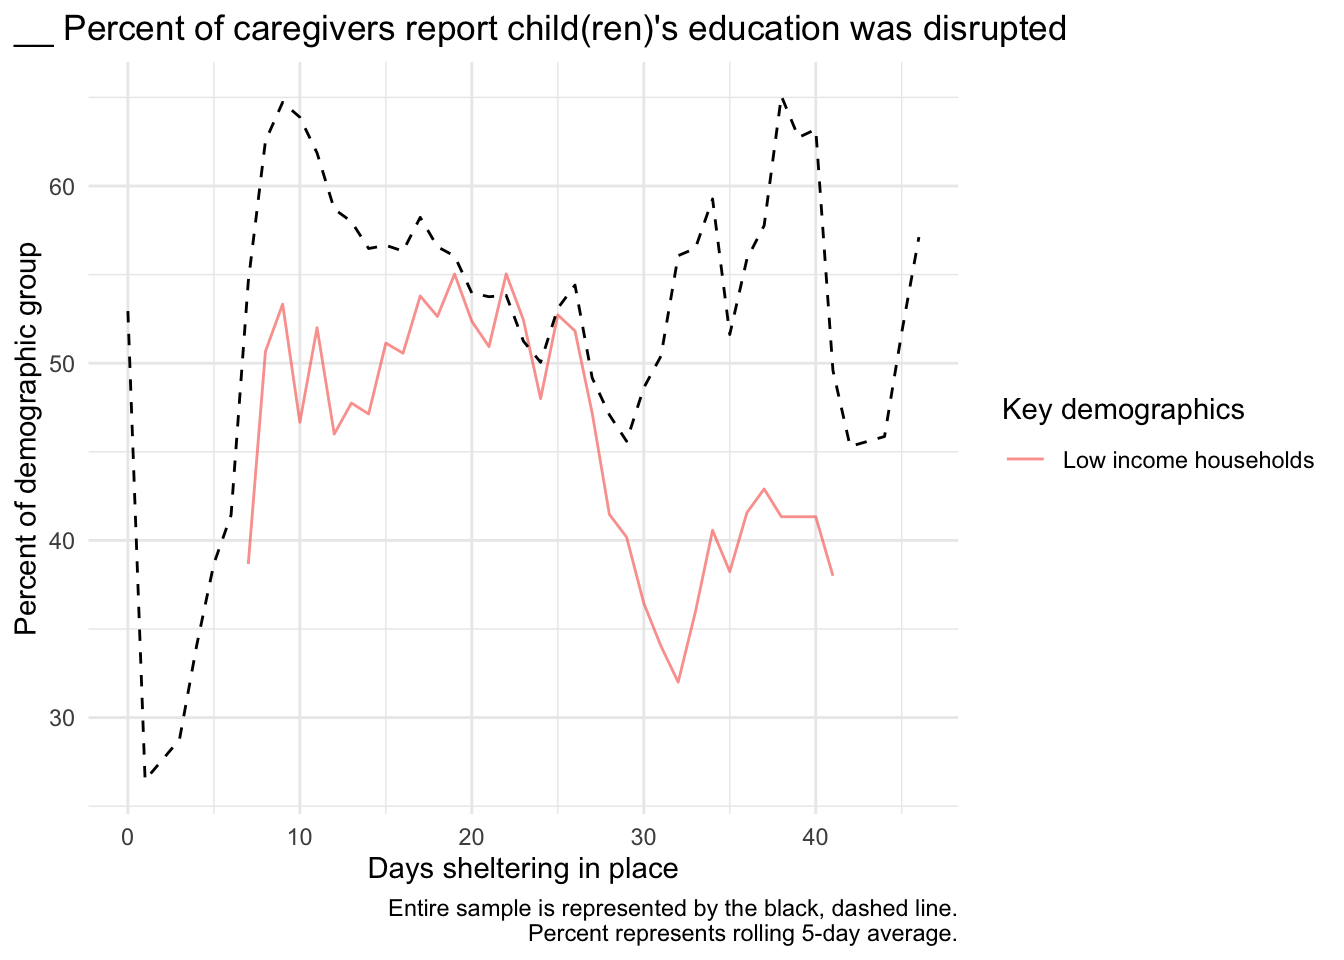 __ Percent of caregivers report child(ren)'s education was disrupted
Percent of demographic group
60
50
40
30
0 10 20 30 40
Days sheltering in place
Key demographics
Low income households
Entire sample is represented by the black, dashed line.
Percent represents rolling 5-day average.